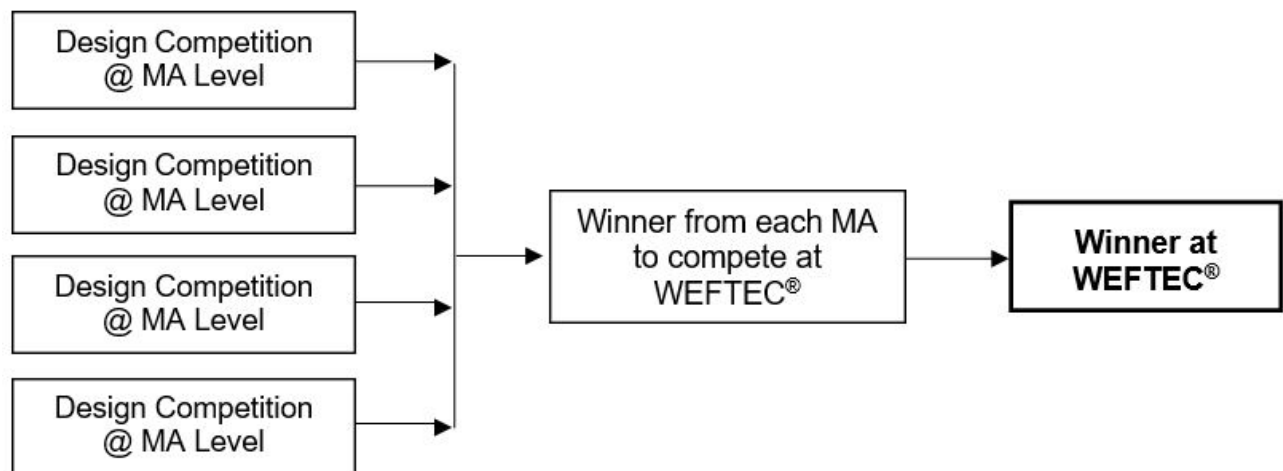 Design Competition
@ MA Level
Design Competition
@ MA Level
Design Competition
@ MA Level
Design Competition
@ MA Level
Winner from each MA
to compete at
WEFTEC®
Winner at
WEFTEC®